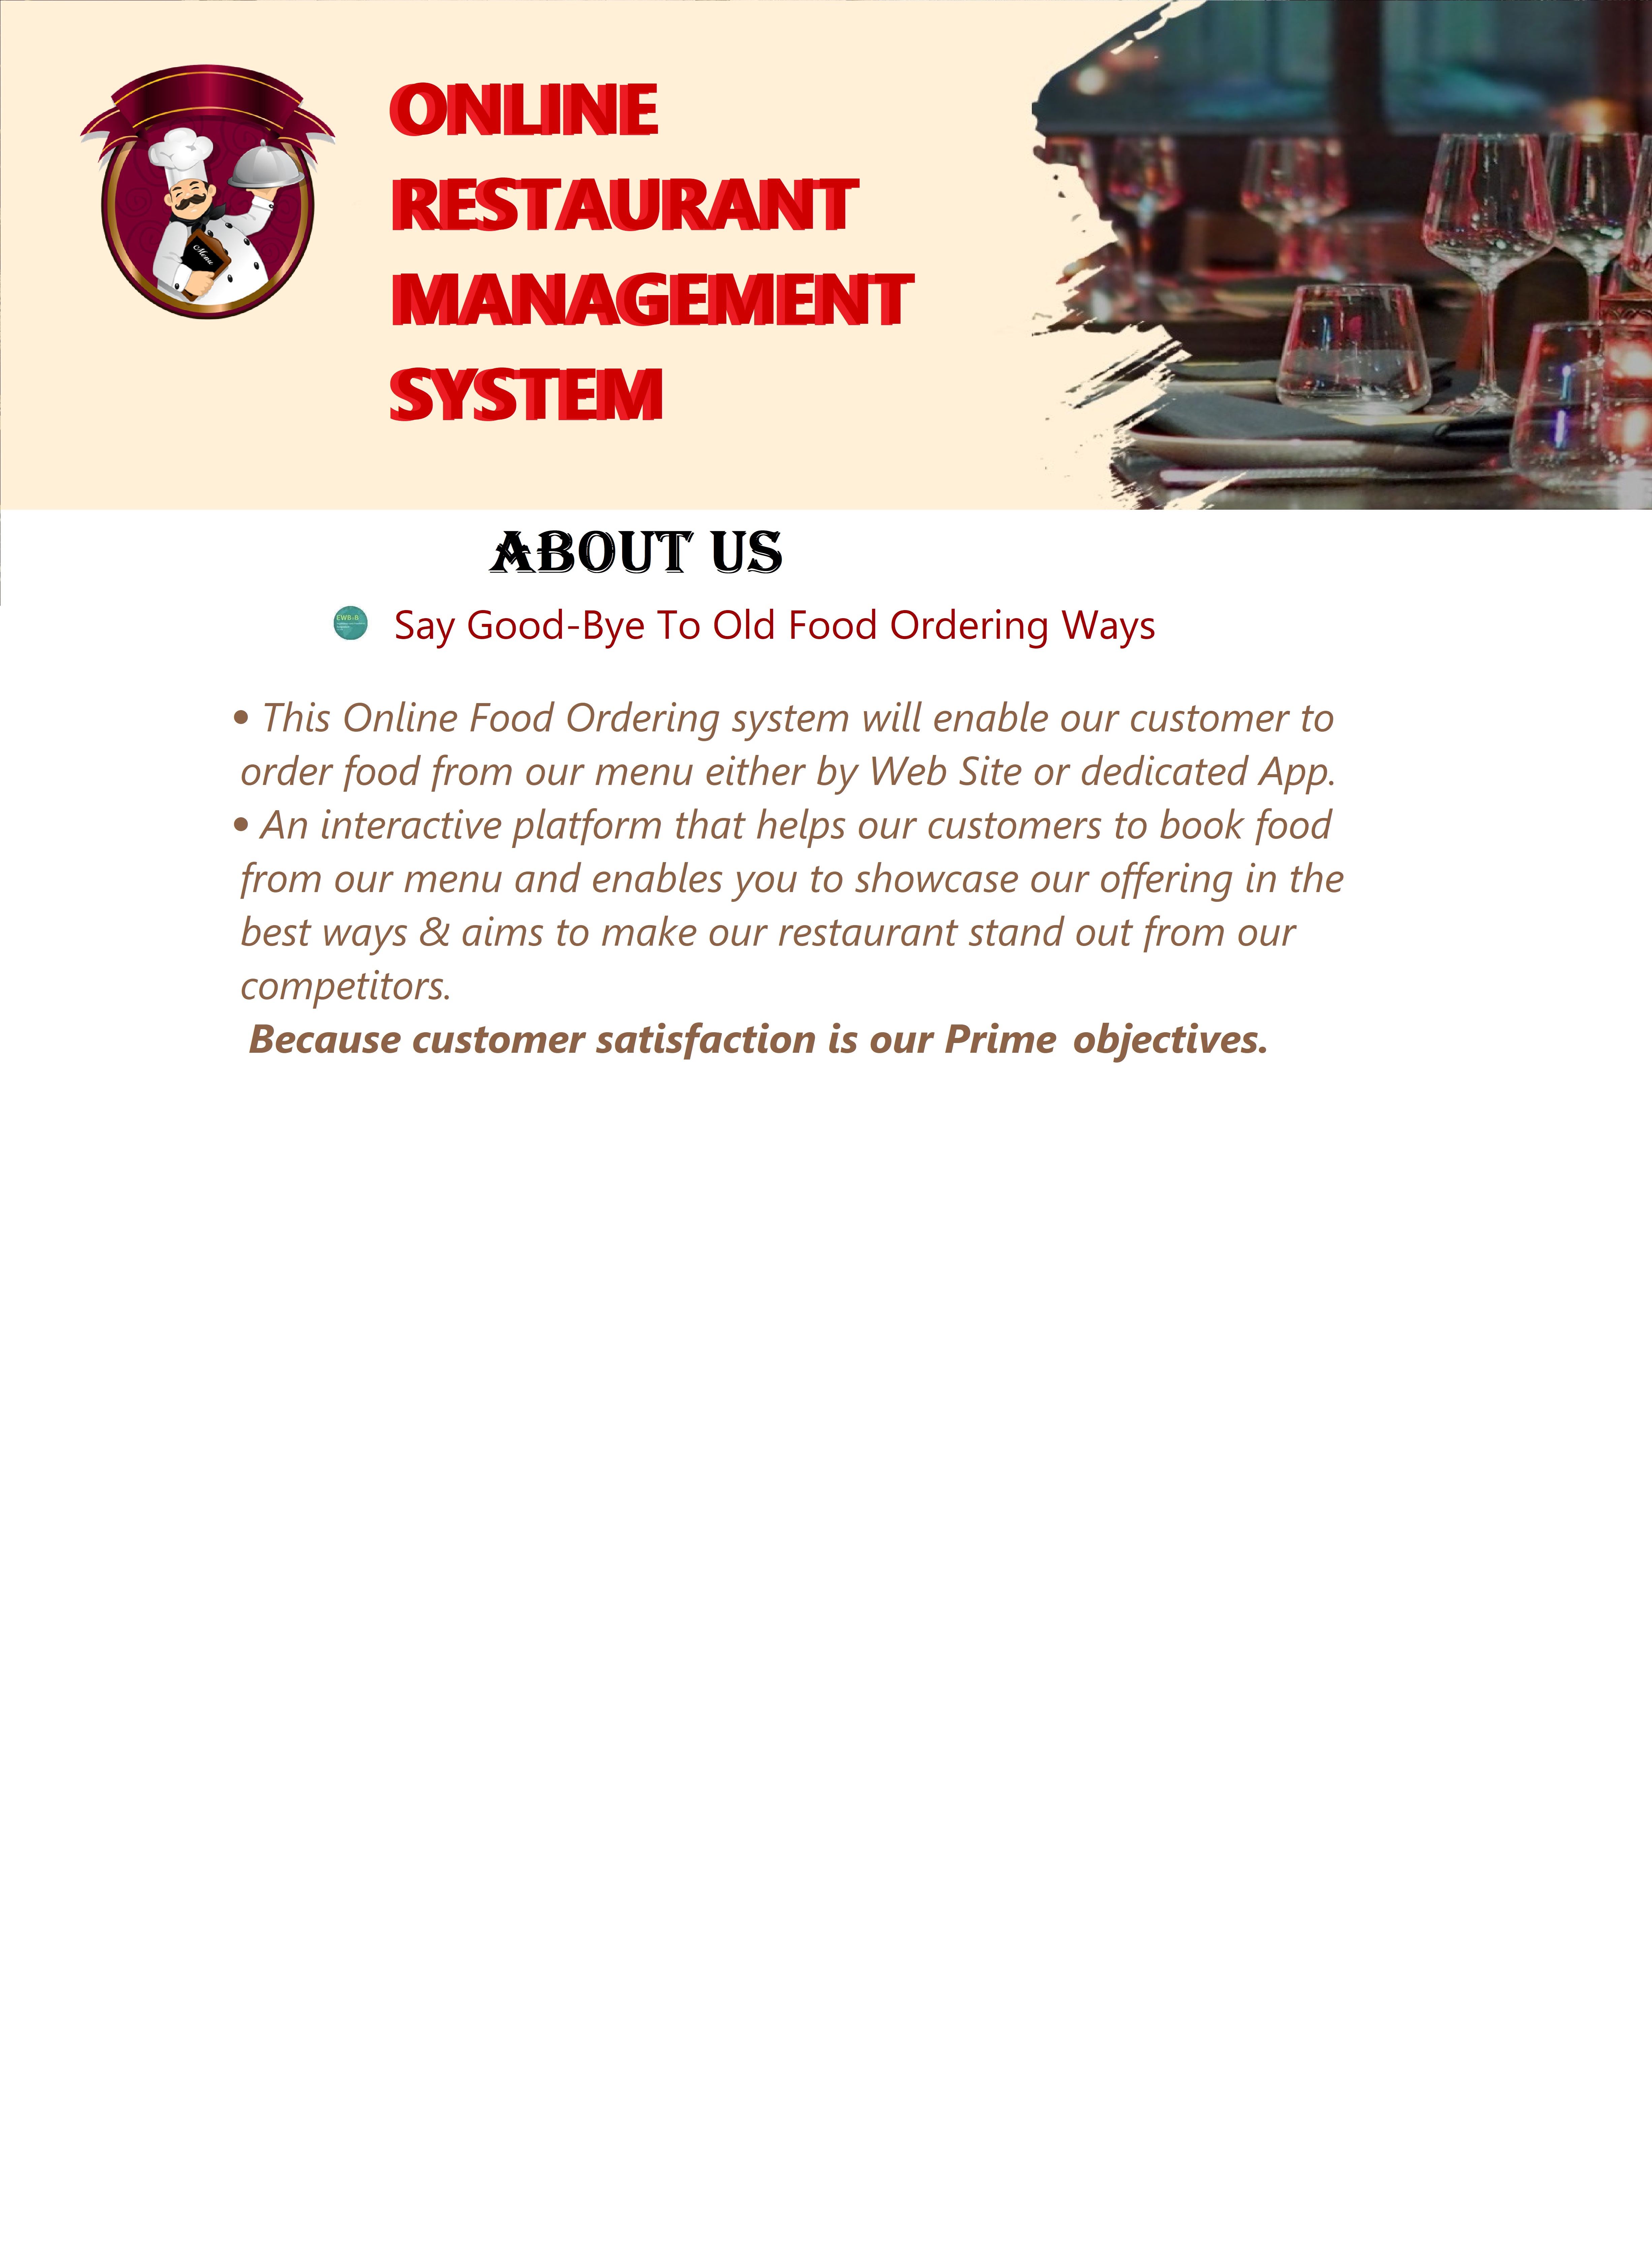 Menu
ONLINE
RESTAURANT
MANAGEMENT
SYSTEM
ABOUT US
EWB-B
Say Good-Bye To Old Food Ordering Ways
• This Online Food Ordering system will enable our customer to
order food from our menu either by Web Site or dedicated App.
• An interactive platform that helps our customers to book food
from our menu and enables you to showcase our offering in the
best ways & aims to make our restaurant stand out from our
competitors.
Because customer satisfaction is our Prime objectives.